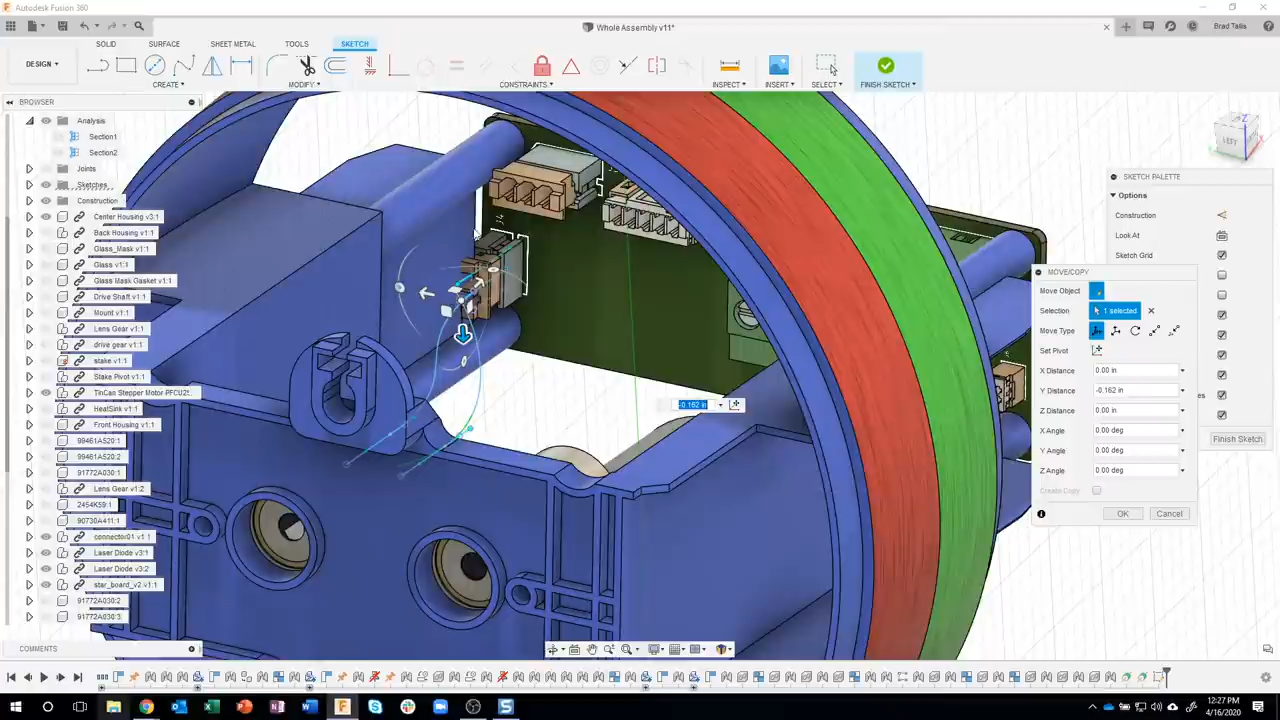 Autodesk Fusion 360
Whole Assembly v11*
Brad Tallis
SOLID
SURFACE
SHEET METAL
TOOLS
SKETCH
DESIGN
CREATE
MODIFY
CONSTRAINTS
INSPECT
INSERT
SELECT
FINISH SKETCH
BROWSER
Analysis
Section1
Section2
Joints
Sketches
Construction
Center Housing v3:1
Back Housing v1:1
Glass_Mask v1:1
Glass v1:1
Glass Mask Gasket v1:1
Drive Shaft v1:1
Mount v1:1
Lens Gear v1:1
drive gear v1:1
stake v1:1
Stake Pivot v1:1
TinCan Stepper Motor PFCU25...
HeatSink v1:1
Front Housing v1:1
99461A520:1
99461A520:2
91772A030:1
Lens Gear v1:2
2454K59:1
90730A411:1
connector01 v1:1
Laser Diode v3:1
Laser Diode v3:2
star_board_v2 v1:1
91772A030:2
91772A030:3
COMMENTS
LEFT
Z
X
SKETCH PALETTE
Options
Construction
Look At
Sketch Grid
Finish Sketch
MOVE/COPY
Move Object
Selection
1 selected
Move Type
Set Pivot
X Distance
0.00 in
Y Distance
-0.162 in
Z Distance
0.00 in
X Angle
0.00 deg
Y Angle
0.00 deg
Z Angle
0.00 deg
Create Copy
OK
Cancel
-0.162 in
12:27 PM
4/16/2020